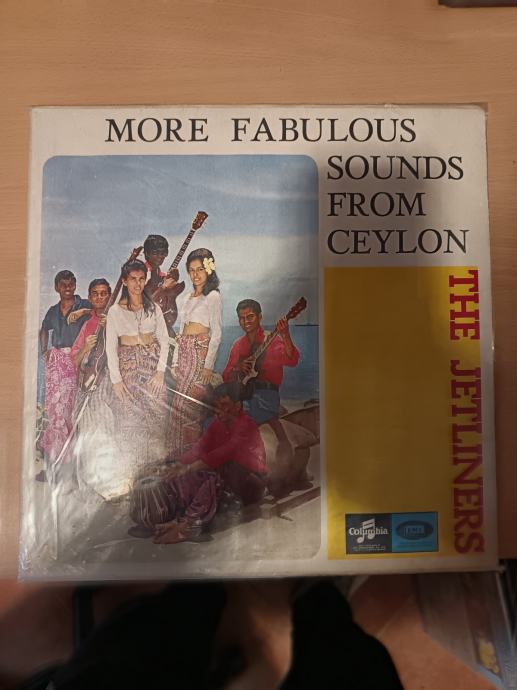 MORE FABULOUS
SOUNDS
FROM
CEYLON
THE JETLINERS
Columbia
EMI